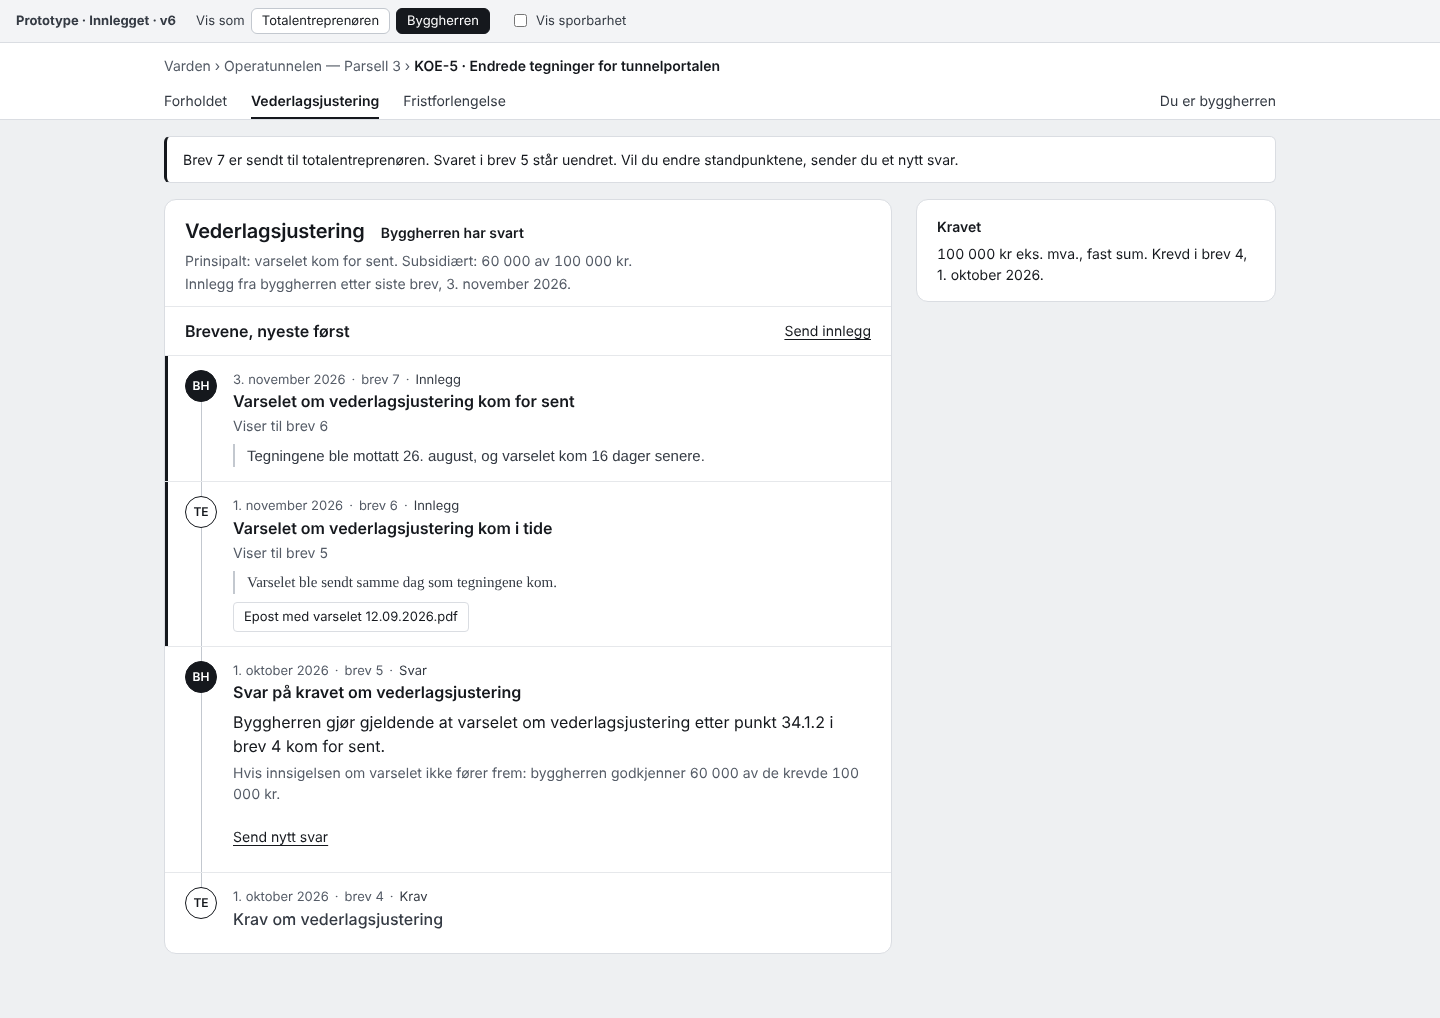 Prototype · Innlegget · v6 Vis som Totalentreprenøren Byggherren Vis sporbarhet
Varden › Operatunnelen — Parsell 3 › KOE-5 · Endrede tegninger for tunnelportalen
Forholdet Vederlagsjustering Fristforlengelse Du er byggherren
Brev 7 er sendt til totalentreprenøren. Svaret i brev 5 står uendret. Vil du endre standpunktene, sender du et nytt svar.
Vederlagsjustering Byggherren har svart
Prinsipalt: varselet kom for sent. Subsidiært: 60 000 av 100 000 kr.
Innlegg fra byggherren etter siste brev, 3. november 2026.
Brevene, nyeste først Send innlegg
BH 3. november 2026 · brev 7 · Innlegg
Varselet om vederlagsjustering kom for sent
Viser til brev 6
Tegningene ble mottatt 26. august, og varselet kom 16 dager senere.
TE 1. november 2026 · brev 6 · Innlegg
Varselet om vederlagsjustering kom i tide
Viser til brev 5
Varselet ble sendt samme dag som tegningene kom.
Epost med varselet 12.09.2026.pdf
BH 1. oktober 2026 · brev 5 · Svar
Svar på kravet om vederlagsjustering
Byggherren gjør gjeldende at varselet om vederlagsjustering etter punkt 34.1.2 i
brev 4 kom for sent.
Hvis innsigelsen om varselet ikke fører frem: byggherren godkjenner 60 000 av de krevde 100
000 kr.
Send nytt svar
TE 1. oktober 2026 · brev 4 · Krav
Krav om vederlagsjustering
Kravet
100 000 kr eks. mva., fast sum. Krevd i brev 4,
1. oktober 2026.